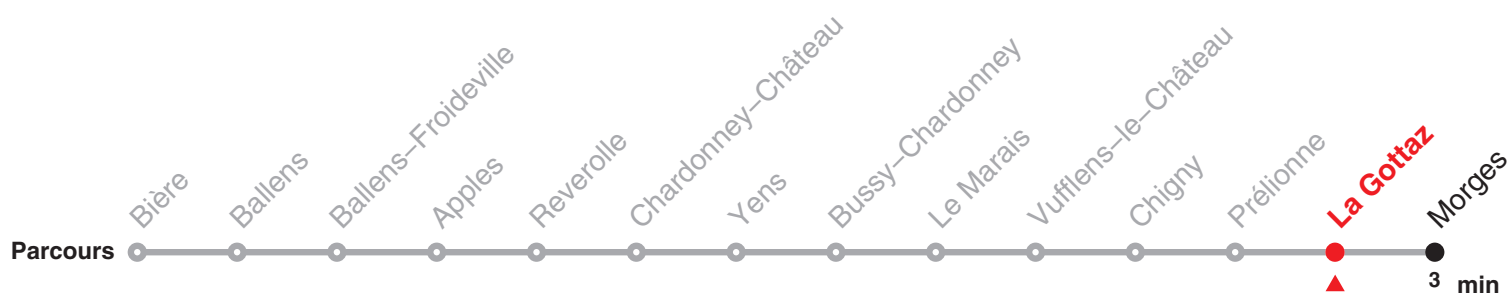 Bière
Ballens
Ballens–Froideville
Apples
Reverolle
Chardonney–Château
Yens
Bussy–Chardonney
Le Marais
Vufflens–le–Château
Chigny
Prélionne
La Gottaz
Morges
Parcours
3 min